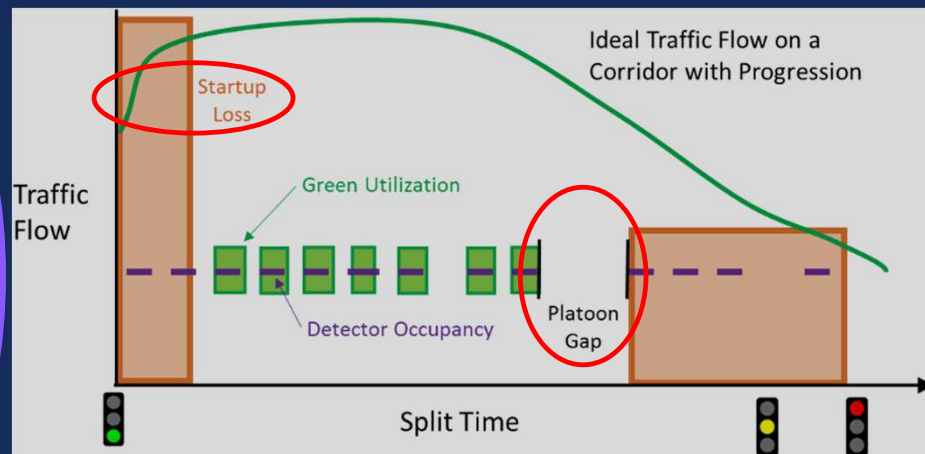 Ideal Traffic Flow on a
Corridor with Progression
Startup
Loss
Green Utilization
Traffic
Flow
Detector Occupancy
Platoon
Gap
Split Time